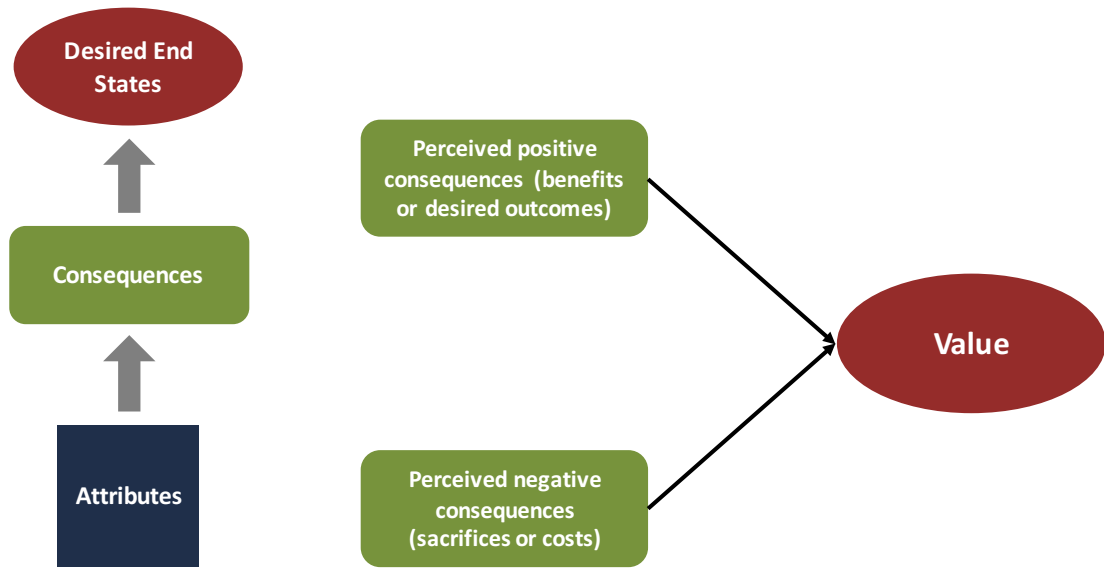 Desired End
States
Consequences
Attributes
Perceived positive
consequences (benefits
or desired outcomes)
Perceived negative
consequences
(sacrifices or costs)
Value